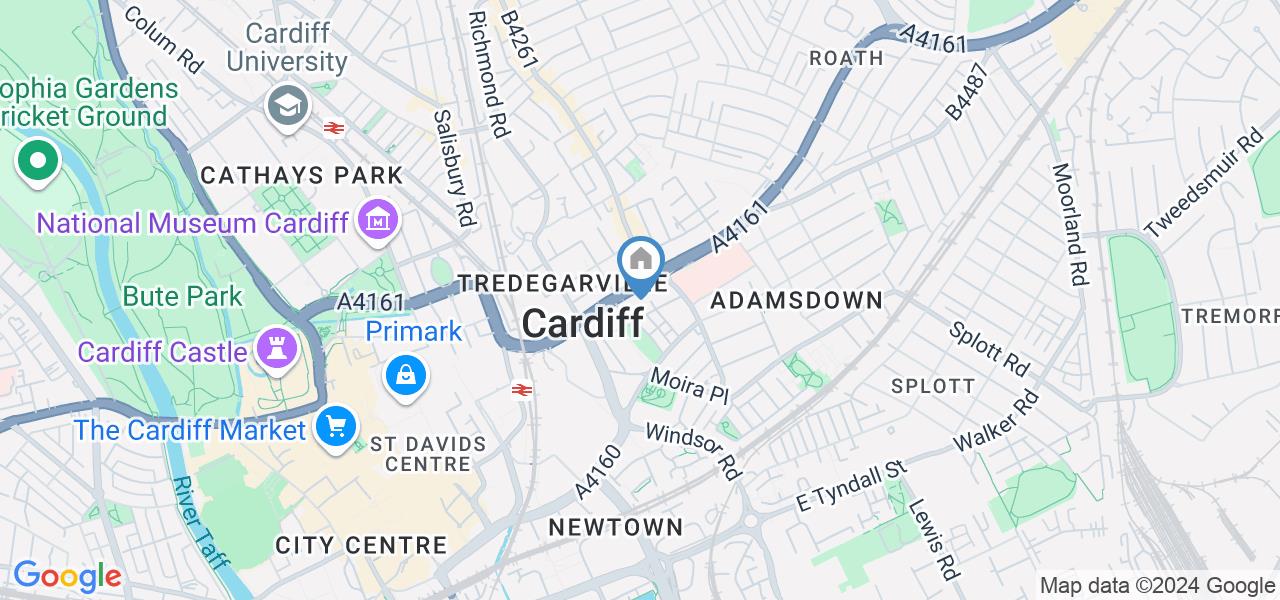 Colum Rd
Cardiff
University
Richmond Rd
B4261
A4161
ROATH
B4487
ophia Gardens
ricket Ground
Salisbury Rd
CATHAYS PARK
National Museum Cardiff
Moorland Rd
Tweedsmuir Rd
A4161
TREDEGARVILLE
Bute Park
A4161
Cardiff
ADAMSDOWN
Primark
Cardiff Castle
TREMORF
Splott Rd
Moira Pl
SPLOTT
The Cardiff Market
ST DAVIDS
CENTRE
Windsor Rd
Walker Rd
A4160
E Tyndall St
River Taff
Lewis Rd
NEWTOWN
CITY CENTRE
Google
Map data ©2024 Google